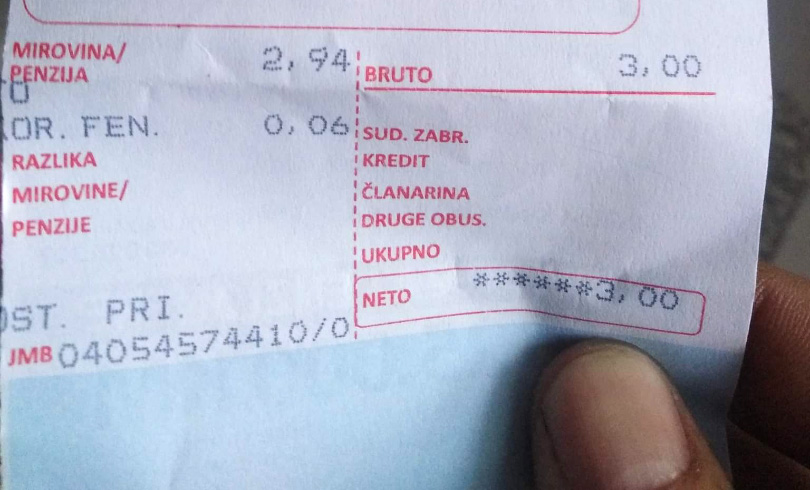 MIROVINA/
PENZIJA 2,94
BRUTO 3,00
OR. FEN. 0,06
SUD. ZABR.
RAZLIKA
KREDIT
MIROVINE/
ČLANARINA
PENZIJE
DRUGE OBUS.
UKUPNO
NETO ******3,00
ST. PRI.
JMB 04054574410/0